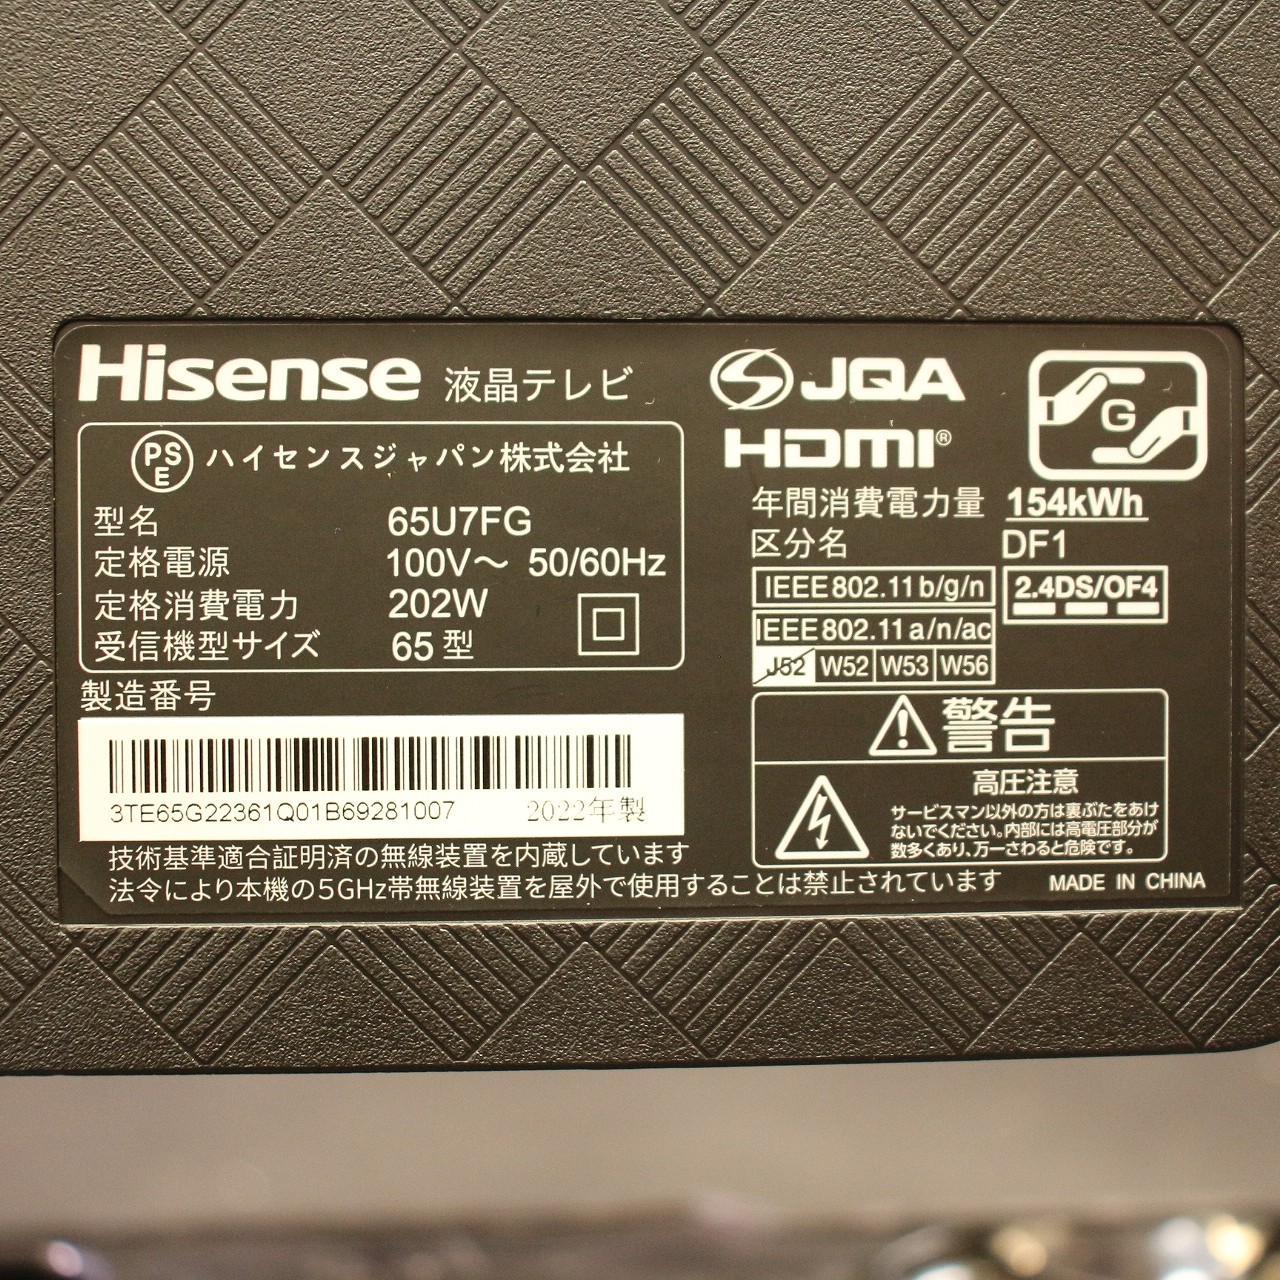 Hisense 液晶テレビ
PSE ハイセンスジャパン株式会社
型名 65U7FG
定格電源 100V～ 50/60Hz
定格消費電力 202W
受信機型サイズ 65型
製造番号
3TE65G22361Q01B69281007 2022年製
技術基準適合証明済の無線装置を内蔵しています
法令により本機の5GHz帯無線装置を屋外で使用することは禁止されています
JQA
HDMI®
G
年間消費電力量 154kWh
区分名 DF1
IEEE802.11b/g/n 2.4DS/OF4
IEEE802.11a/n/ac
J52 W52 W53 W56
警告
高圧注意
サービスマン以外の方は裏ぶたをあけ
ないでください。内部には高電圧部分が
数多くあり、万一さわると危険です。
MADE IN CHINA